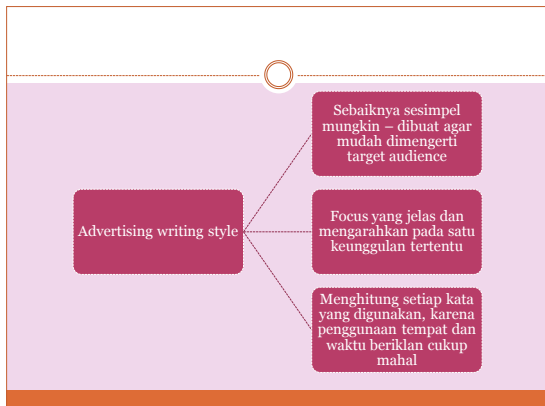 Sebaiknya sesimpel
mungkin – dibuat agar
mudah dimengerti
target audience
Advertising writing style
Focus yang jelas dan
mengarahkan pada satu
keunggulan tertentu
Menghitung setiap kata
yang digunakan, karena
penggunaan tempat dan
waktu beriklan cukup
mahal